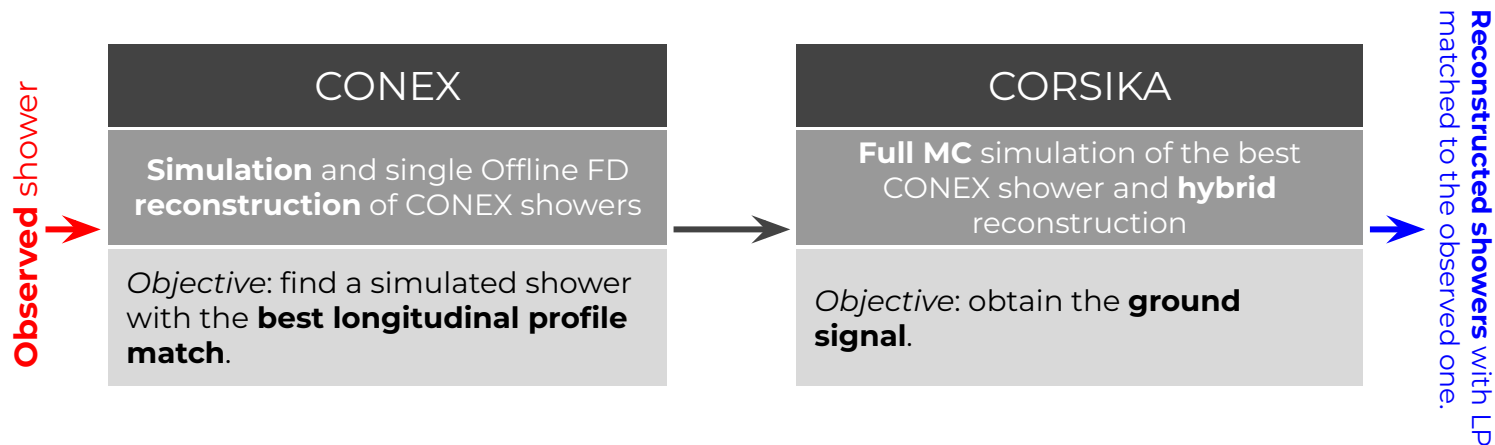 Observed shower
CONEX
Simulation and single Offline FD
reconstruction of CONEX showers
Objective: find a simulated shower
with the best longitudinal profile
match.
CORSIKA
Full MC simulation of the best
CONEX shower and hybrid
reconstruction
Objective: obtain the ground
signal.
Reconstructed showers with LP
matched to the observed one.